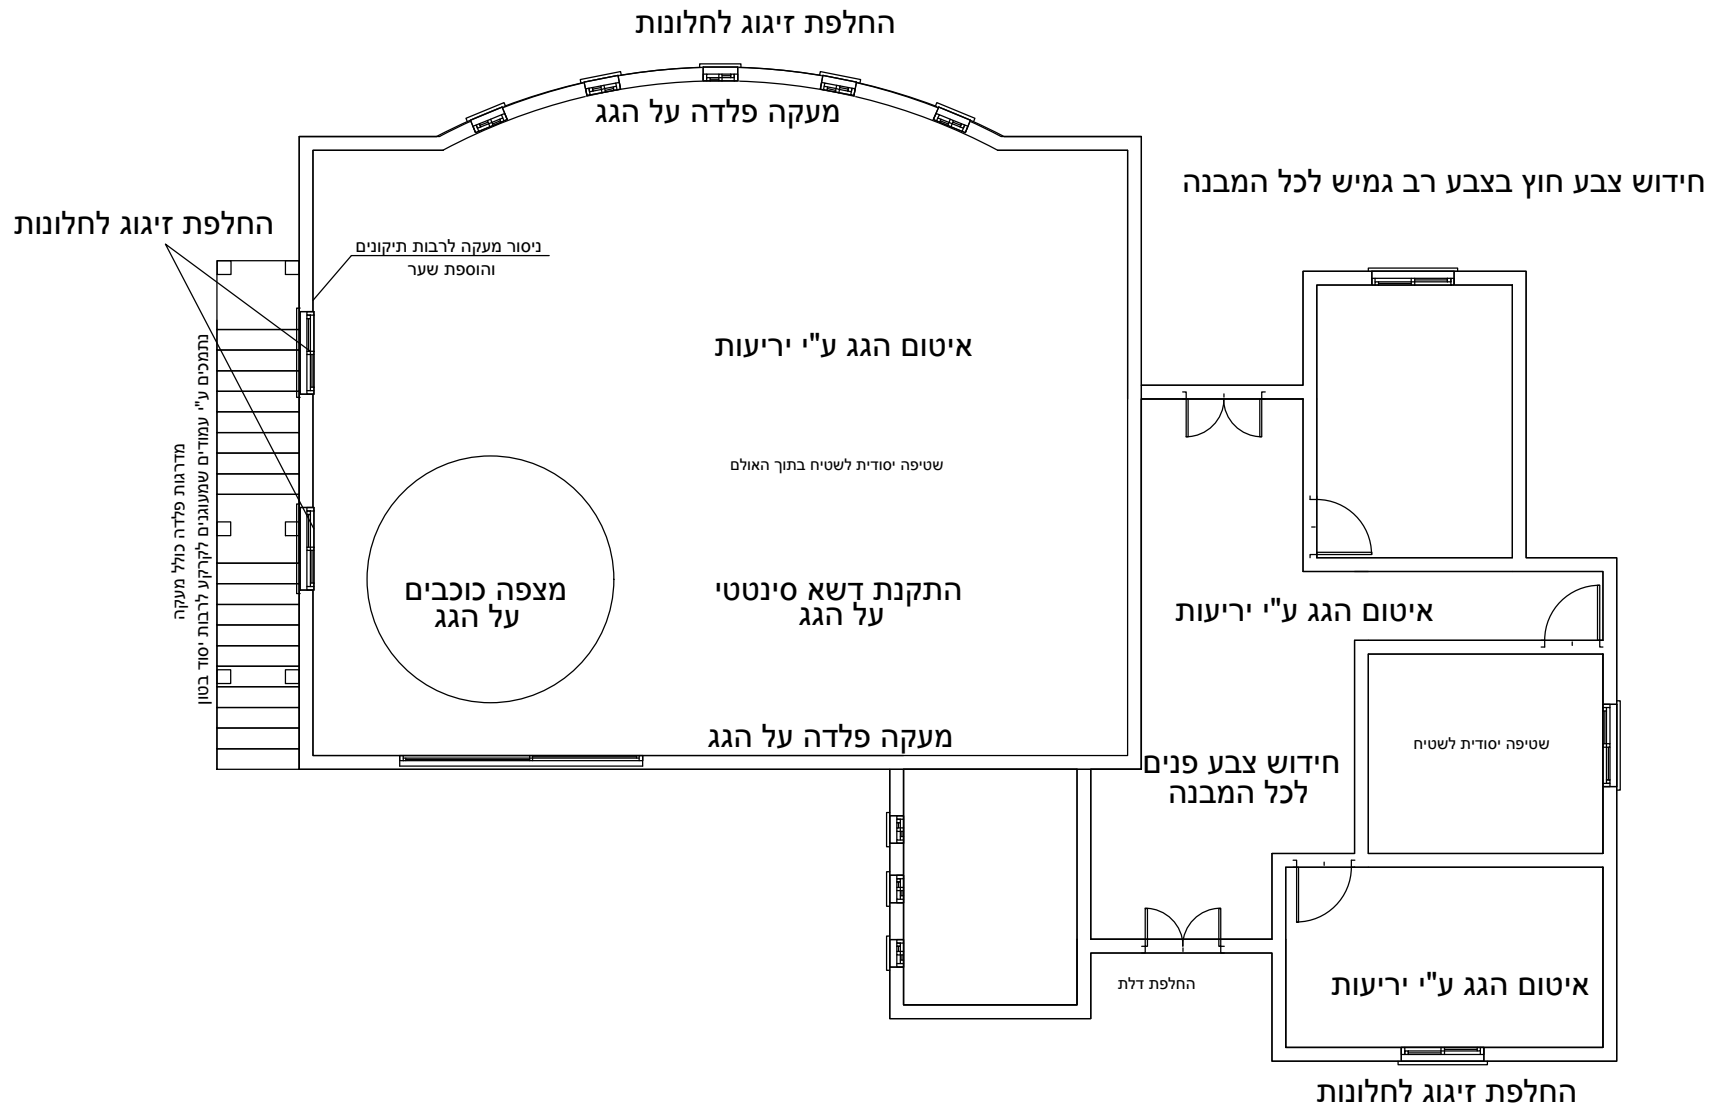 החלפת זיגוג לחלונות
מעקה פלדה על הגג
חידוש צבע חוץ בצבע רב גמיש לכל המבנה
החלפת זיגוג לחלונות
ניסור מעקה לרבות תיקונים
והוספת שער
איטום הגג ע"י יריעות
מדרגות פלדה כולל מעקה
נתמכים ע"י עמודים שמעוגנים לקרקע לרבות יסוד בטון
שטיפה יסודית לשטיח בתוך האולם
מצפה כוכבים
על הגג
התקנת דשא סינטטי
על הגג
איטום הגג ע"י יריעות
מעקה פלדה על הגג
שטיפה יסודית לשטיח
חידוש צבע פנים
לכל המבנה
החלפת דלת
איטום הגג ע"י יריעות
החלפת זיגוג לחלונות